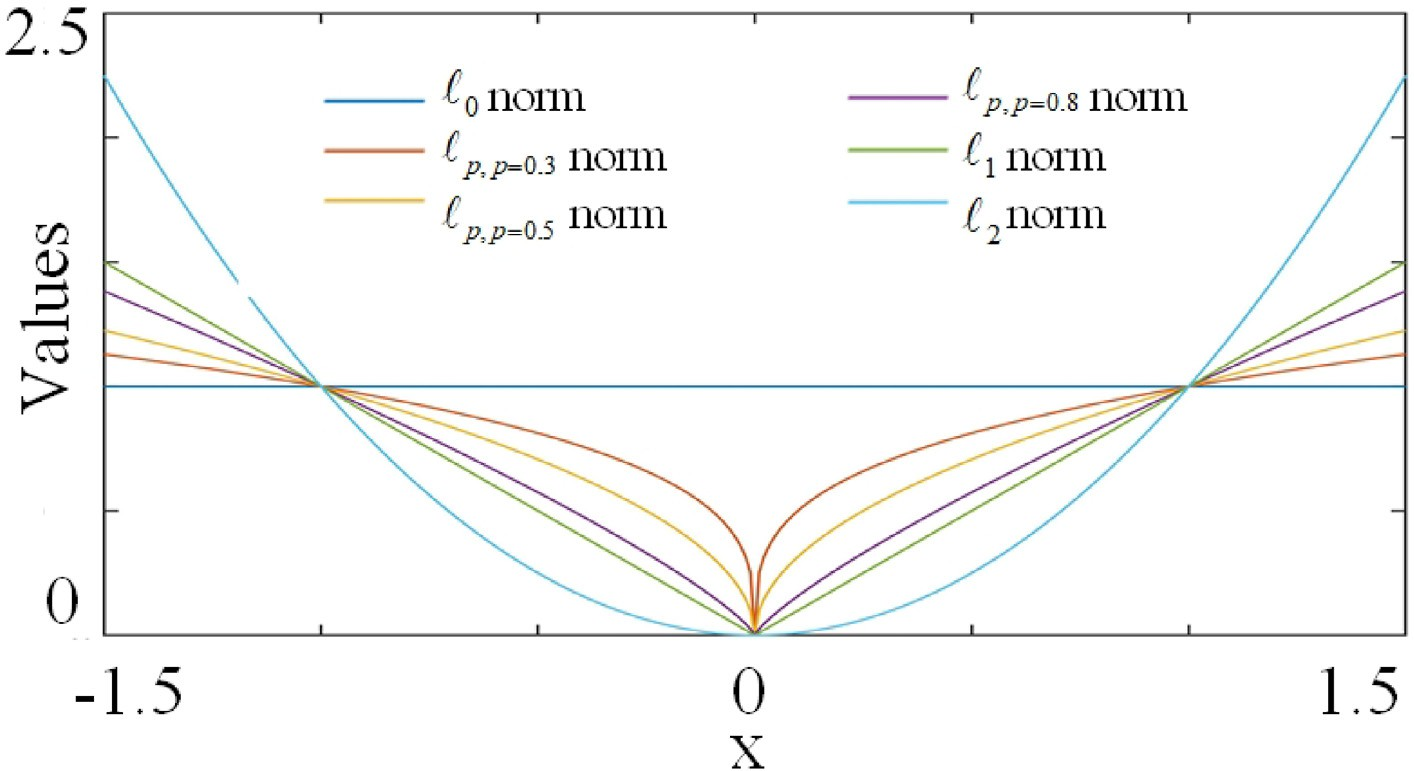 2.5
ℓ0 norm
ℓp,p=0.3 norm
ℓp,p=0.5 norm
ℓp,p=0.8 norm
ℓ1 norm
ℓ2 norm
Values
0
-1.5
0
1.5
x